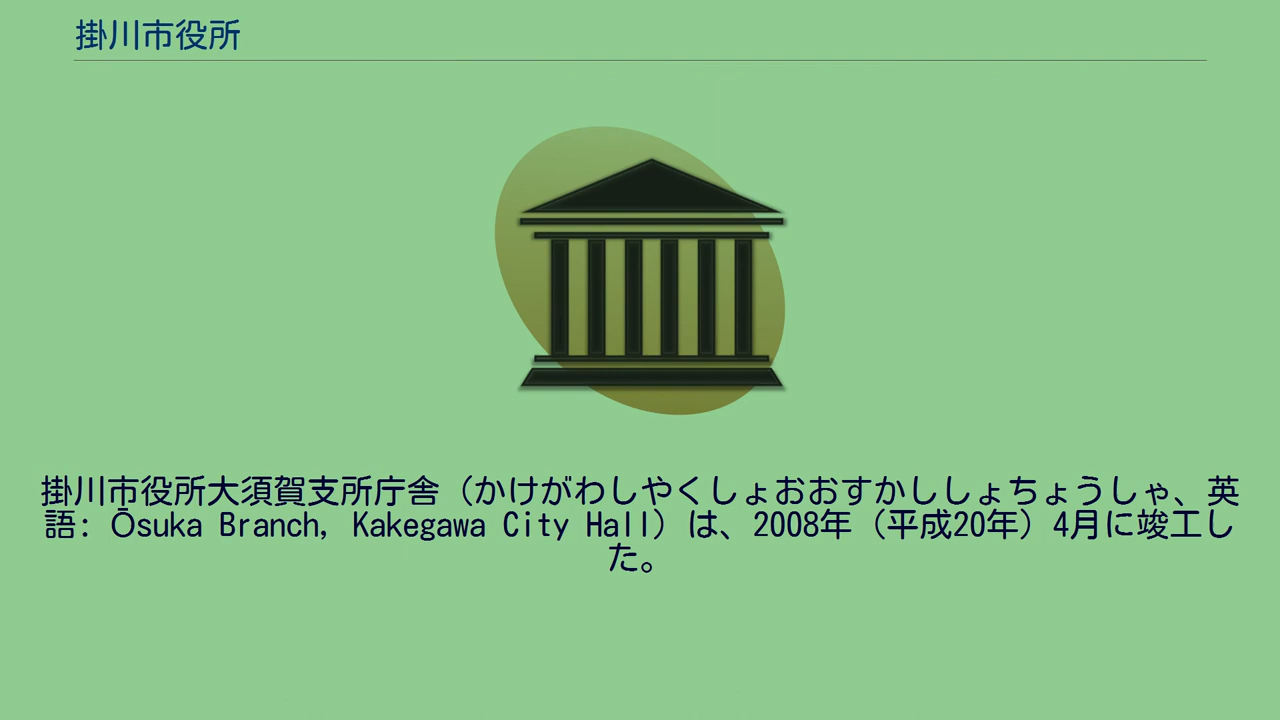 掛川市役所
掛川市役所大須賀支所庁舎（かけがわしやくしょおおすかししょちょうしゃ、英
語: Ōsuka Branch, Kakegawa City Hall）は、2008年（平成20年）4月に竣工し
た。